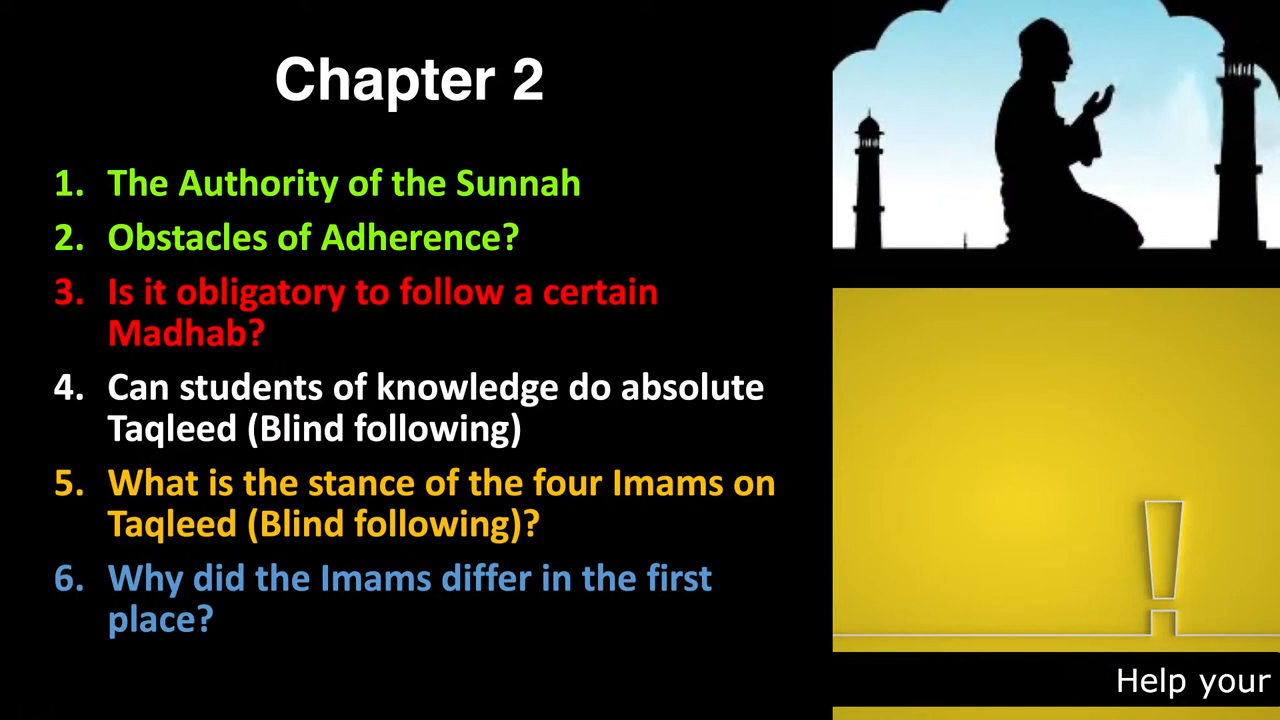 Chapter 2
1. The Authority of the Sunnah
2. Obstacles of Adherence?
3. Is it obligatory to follow a certain
Madhab?
4. Can students of knowledge do absolute
Taqleed (Blind following)
5. What is the stance of the four Imams on
Taqleed (Blind following)?
6. Why did the Imams differ in the first
place?
!
Help your